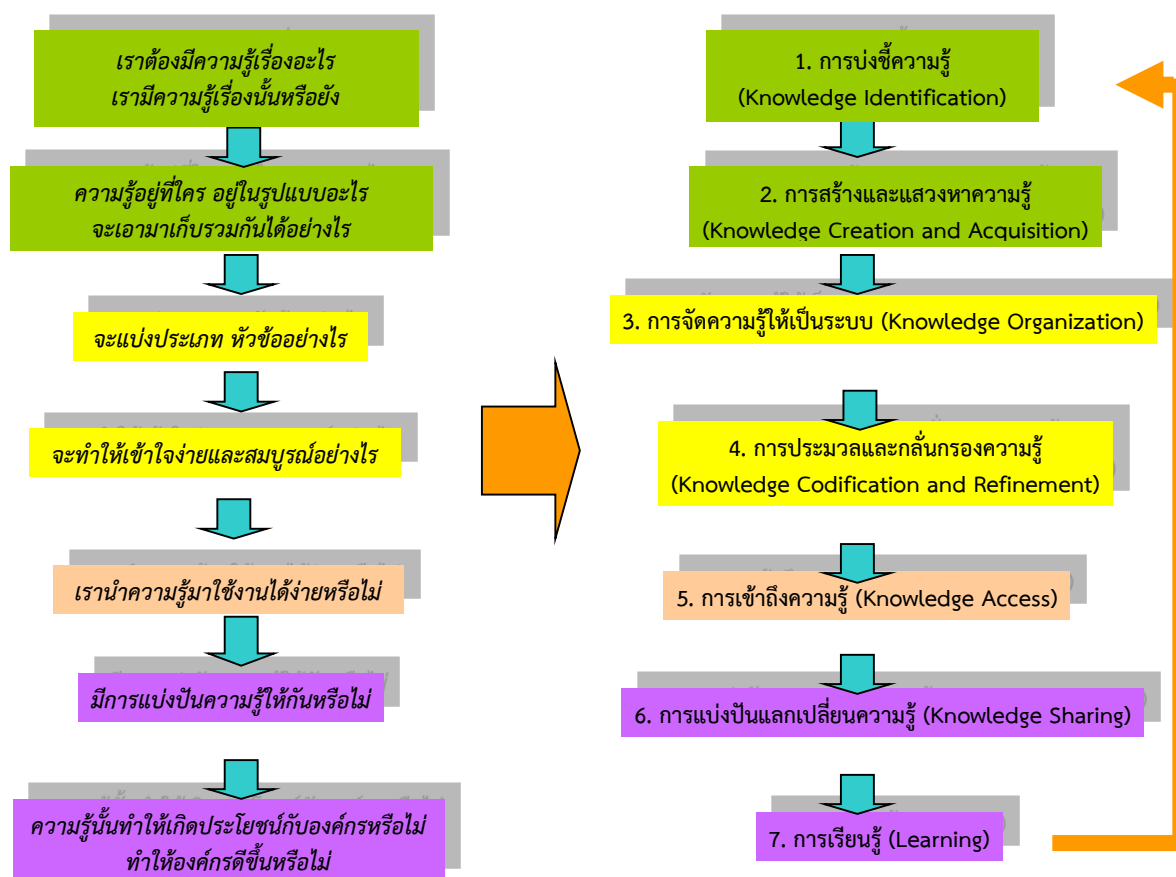 เราต้องมีความรู้เรื่องอะไร
เรามีความรู้เรื่องนั้นหรือยัง
ความรู้อยู่ที่ใคร อยู่ในรูปแบบอะไร
จะเอามาเก็บรวมกันได้อย่างไร
จะแบ่งประเภท หัวข้ออย่างไร
จะทำให้เข้าใจง่ายและสมบูรณ์อย่างไร
เรานำความรู้มาใช้งานได้ง่ายหรือไม่
มีการแบ่งปันความรู้ให้กันหรือไม่
ความรู้นั้นทำให้เกิดประโยชน์กับองค์กรหรือไม่
ทำให้องค์กรดีขึ้นหรือไม่
1. การบ่งชี้ความรู้
(Knowledge Identification)
2. การสร้างและแสวงหาความรู้
(Knowledge Creation and Acquisition)
3. การจัดความรู้ให้เป็นระบบ (Knowledge Organization)
4. การประมวลและกลั่นกรองความรู้
(Knowledge Codification and Refinement)
5. การเข้าถึงความรู้ (Knowledge Access)
6. การแบ่งปันแลกเปลี่ยนความรู้ (Knowledge Sharing)
7. การเรียนรู้ (Learning)